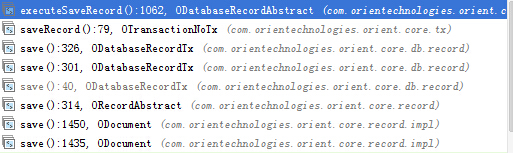 executeSaveRecord():1062, ODatabaseRecordAbstract (com.orientechnologies.orient.c
saveRecord():79, OTransactionNoTx (com.orientechnologies.orient.core.tx)
save():326, ODatabaseRecordTx (com.orientechnologies.orient.core.db.record)
save():301, ODatabaseRecordTx (com.orientechnologies.orient.core.db.record)
save():40, ODatabaseRecordTx (com.orientechnologies.orient.core.db.record)
save():314, ORecordAbstract (com.orientechnologies.orient.core.record)
save():1450, ODocument (com.orientechnologies.orient.core.record.impl)
save():1435, ODocument (com.orientechnologies.orient.core.record.impl)